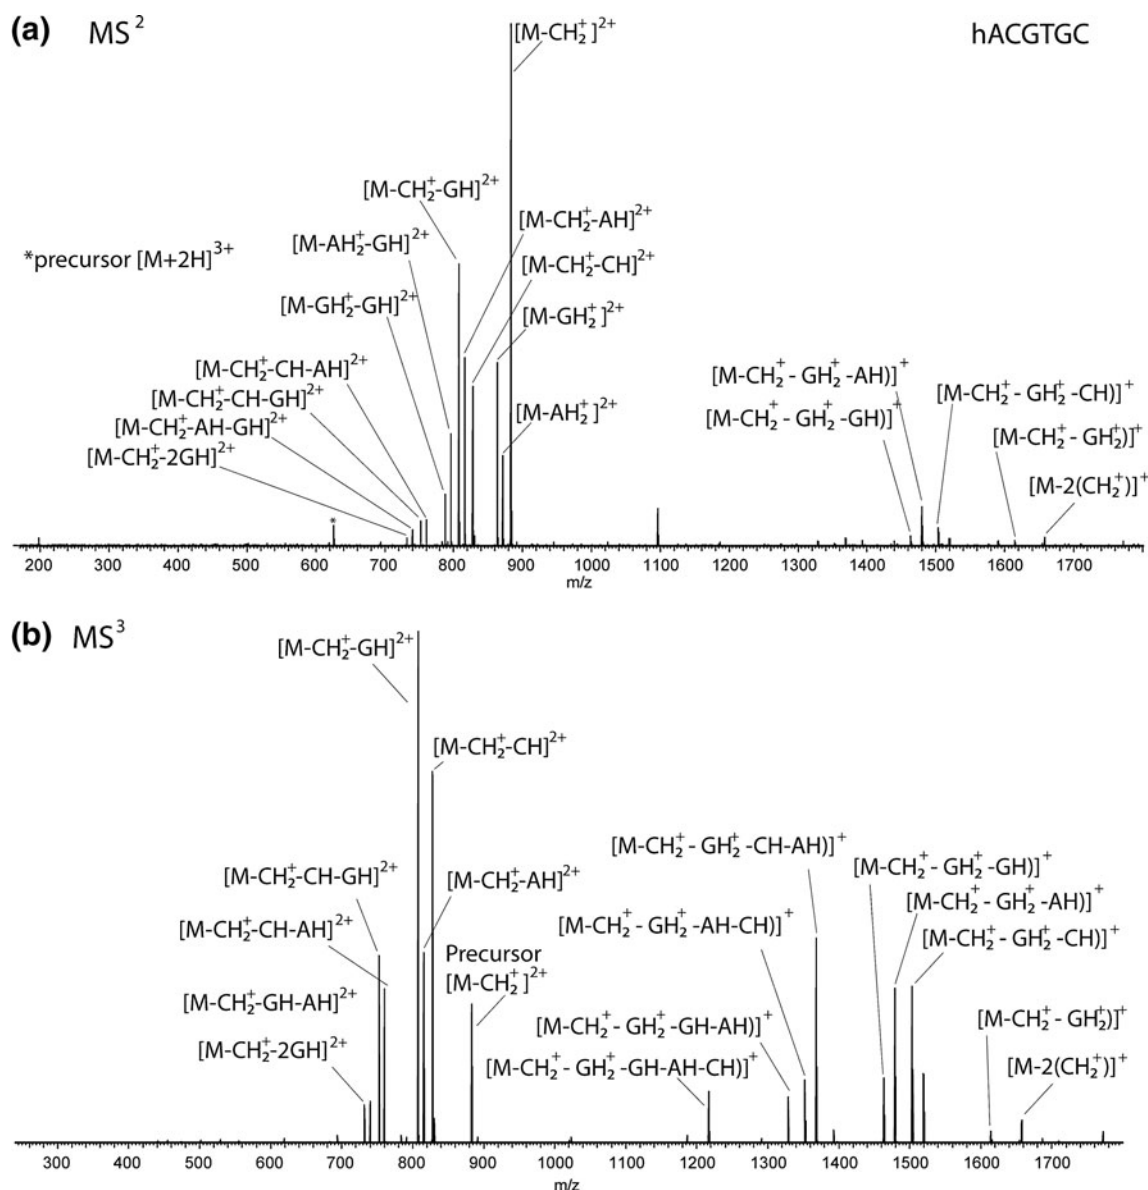 (a) MS² hACGTGC
[M-CH₂⁺]²⁺
[M-CH₂⁺-GH]²⁺
[M-CH₂⁺-AH]²⁺
[M-AH₂⁺-GH]²⁺
*precursor [M+2H]³⁺
[M-CH₂⁺-CH]²⁺
[M-GH₂⁺-GH]²⁺
[M-GH₂⁺]²⁺
[M-CH₂⁺-CH-AH]²⁺
[M-CH₂⁺- GH₂⁺-AH)]⁺
[M-CH₂⁺-CH-GH]²⁺
[M-CH₂⁺- GH₂⁺-CH)]⁺
[M-AH₂⁺]²⁺
[M-CH₂⁺- GH₂⁺-GH)]⁺
[M-CH₂⁺-AH-GH]²⁺
[M-CH₂⁺- GH₂⁺)]⁺
[M-CH₂⁺-2GH]²⁺
[M-2(CH₂⁺)]⁺
*
200 300 400 500 600 700 800 900 1000 1100 1200 1300 1400 1500 1600 1700
m/z
(b) MS³
[M-CH₂⁺-GH]²⁺
[M-CH₂⁺-CH]²⁺
[M-CH₂⁺- GH₂⁺ -CH-AH)]⁺
[M-CH₂⁺- GH₂⁺-GH)]⁺
[M-CH₂⁺-CH-GH]²⁺
[M-CH₂⁺-AH]²⁺
[M-CH₂⁺- GH₂⁺-AH)]⁺
[M-CH₂⁺- GH₂⁺ -AH-CH)]⁺
[M-CH₂⁺-CH-AH]²⁺
[M-CH₂⁺- GH₂⁺-CH)]⁺
Precursor
[M-CH₂⁺]²⁺
[M-CH₂⁺-GH-AH]²⁺
[M-CH₂⁺- GH₂⁺)]⁺
[M-CH₂⁺- GH₂⁺ -GH-AH)]⁺
[M-CH₂⁺-2GH]²⁺
[M-CH₂⁺- GH₂⁺ -GH-AH-CH)]⁺
[M-2(CH₂⁺)]⁺
300 400 500 600 700 800 900 1000 1100 1200 1300 1400 1500 1600 1700
m/z